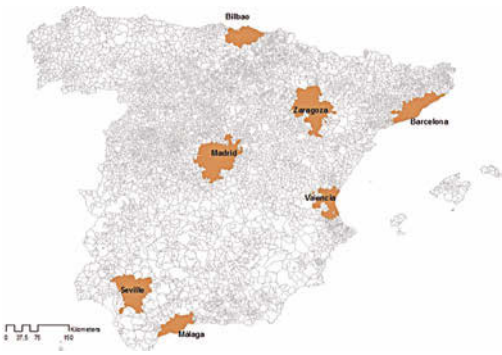 Bilbao
Zaragoza
Barcelona
Madrid
Valencia
Seville
Málaga
Kilometers
0 37,5 75 150